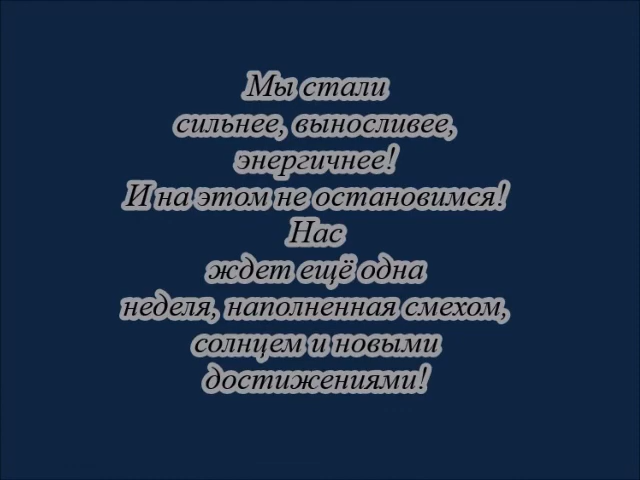 Мы стали
сильнее, выносливее,
энергичнее!
И на этом не остановимся!
Нас
ждет ещё одна
неделя, наполненная смехом,
солнцем и новыми
достижениями!